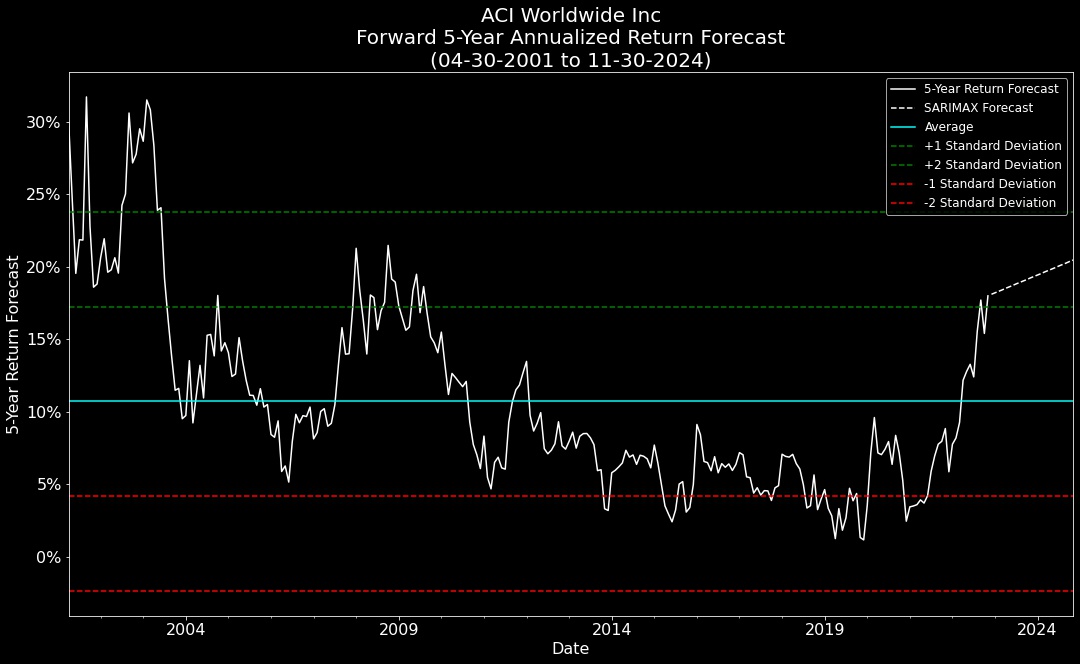 ACI Worldwide Inc
Forward 5-Year Annualized Return Forecast
(04-30-2001 to 11-30-2024)
5-Year Return Forecast
SARIMAX Forecast
Average
+1 Standard Deviation
+2 Standard Deviation
-1 Standard Deviation
-2 Standard Deviation
5-Year Return Forecast
30%
25%
20%
15%
10%
5%
0%
2004
2009
2014
2019
2024
Date